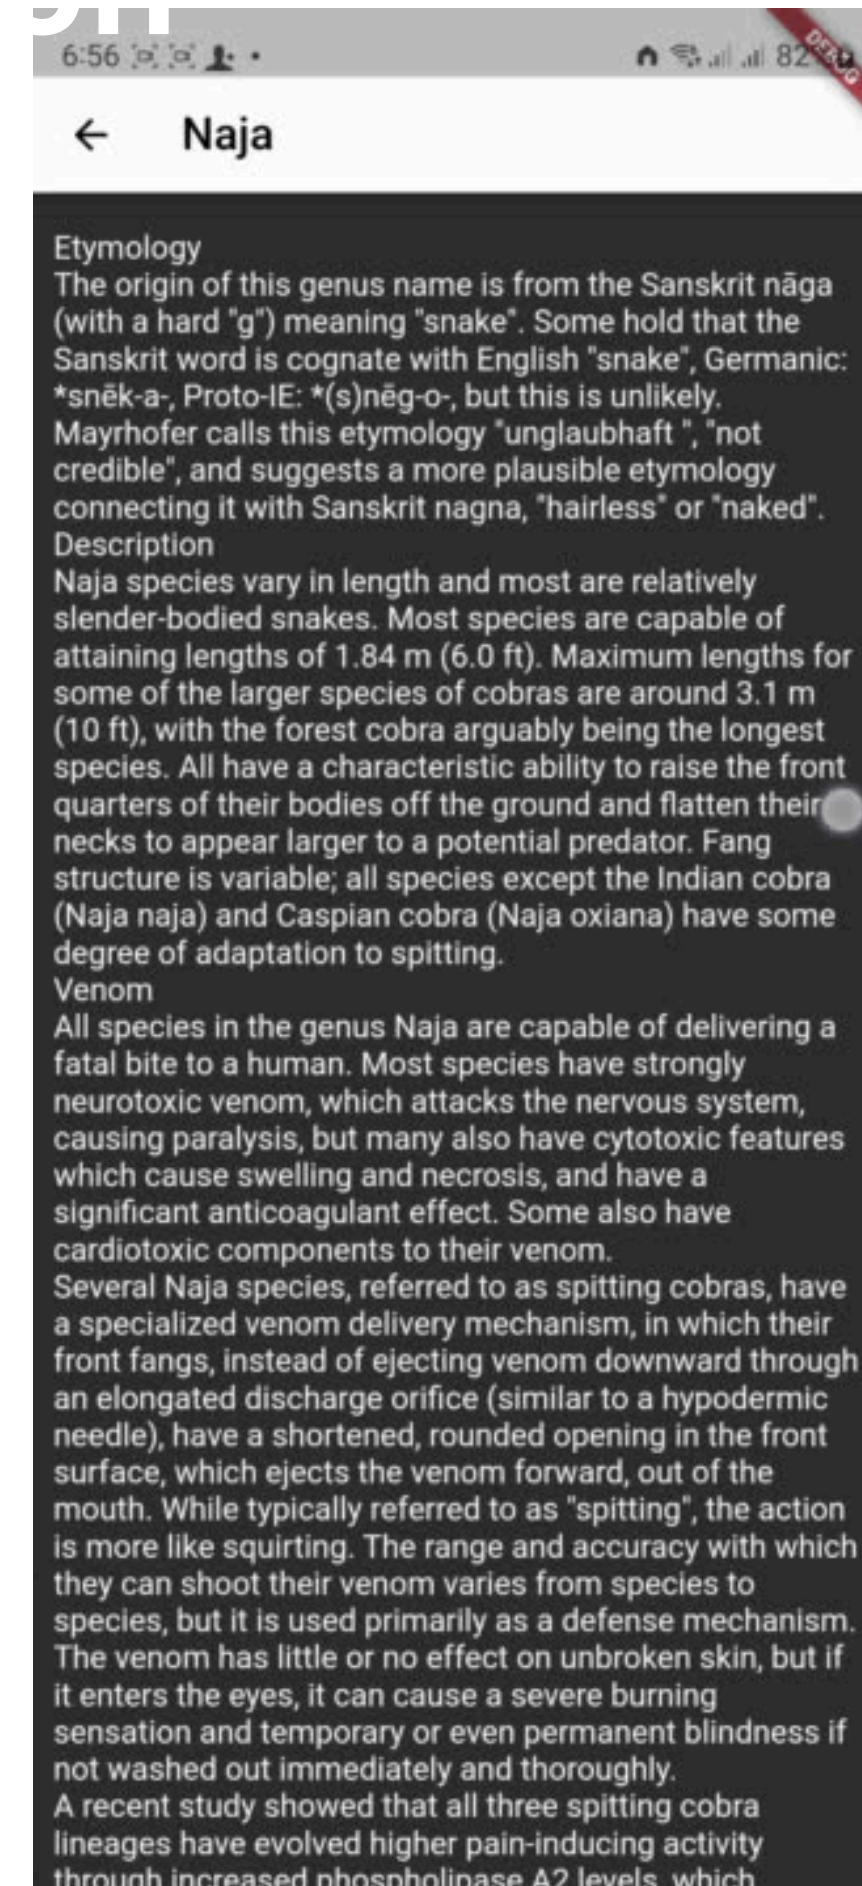 6:56
82%
DEBUG
Naja
Etymology
The origin of this genus name is from the Sanskrit nāga
(with a hard "g") meaning "snake". Some hold that the
Sanskrit word is cognate with English "snake", Germanic:
*snēk-a-, Proto-IE: *(s)nēg-o-, but this is unlikely.
Mayrhofer calls this etymology "unglaubhaft ", "not
credible", and suggests a more plausible etymology
connecting it with Sanskrit nagna, "hairless" or "naked".
Description
Naja species vary in length and most are relatively
slender-bodied snakes. Most species are capable of
attaining lengths of 1.84 m (6.0 ft). Maximum lengths for
some of the larger species of cobras are around 3.1 m
(10 ft), with the forest cobra arguably being the longest
species. All have a characteristic ability to raise the front
quarters of their bodies off the ground and flatten their
necks to appear larger to a potential predator. Fang
structure is variable; all species except the Indian cobra
(Naja naja) and Caspian cobra (Naja oxiana) have some
degree of adaptation to spitting.
Venom
All species in the genus Naja are capable of delivering a
fatal bite to a human. Most species have strongly
neurotoxic venom, which attacks the nervous system,
causing paralysis, but many also have cytotoxic features
which cause swelling and necrosis, and have a
significant anticoagulant effect. Some also have
cardiotoxic components to their venom.
Several Naja species, referred to as spitting cobras, have
a specialized venom delivery mechanism, in which their
front fangs, instead of ejecting venom downward through
an elongated discharge orifice (similar to a hypodermic
needle), have a shortened, rounded opening in the front
surface, which ejects the venom forward, out of the
mouth. While typically referred to as "spitting", the action
is more like squirting. The range and accuracy with which
they can shoot their venom varies from species to
species, but it is used primarily as a defense mechanism.
The venom has little or no effect on unbroken skin, but if
it enters the eyes, it can cause a severe burning
sensation and temporary or even permanent blindness if
not washed out immediately and thoroughly.
A recent study showed that all three spitting cobra
lineages have evolved higher pain-inducing activity
through increased phospholipase A2 levels, which